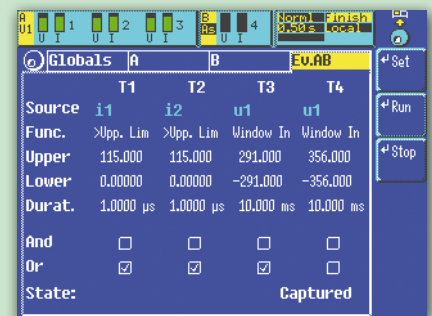 A U1 1 2 3 B As 4 Norml Finish
U I U I U I U I 0.50s Local
Globals A B Ev.AB Set
T1 T2 T3 T4
Source i1 i2 u1 u1 Run
Func. >Upp. Lim >Upp. Lim Window In Window In
Upper 115.000 115.000 291.000 356.000 Stop
Lower 0.00000 0.00000 -291.000 -356.000
Durat. 1.0000 µs 1.0000 µs 10.000 ms 10.000 ms
And
Or
State: Captured